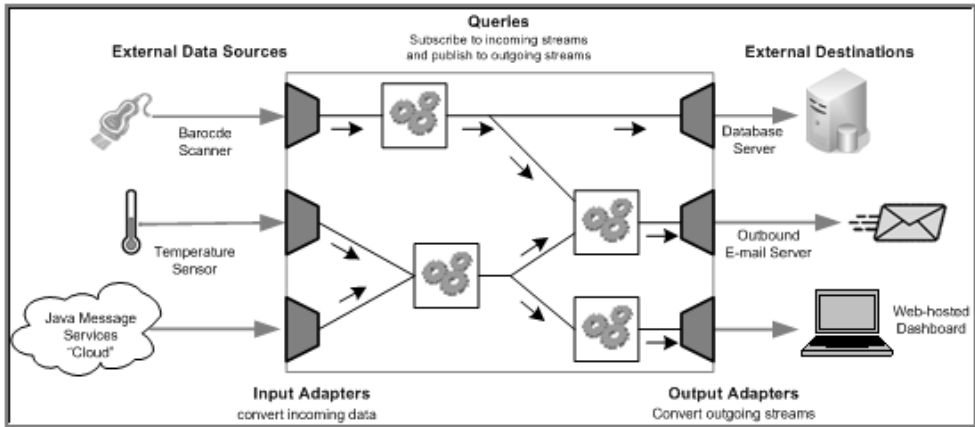 Queries
Subscribe to incoming streams
and publish to outgoing streams
External Data Sources
External Destinations
Barocde
Scanner
Database
Server
Temperature
Sensor
Outbound
E-mail Server
Java Message
Services
"Cloud"
Web-hosted
Dashboard
Input Adapters
convert incoming data
Output Adapters
Convert outgoing streams